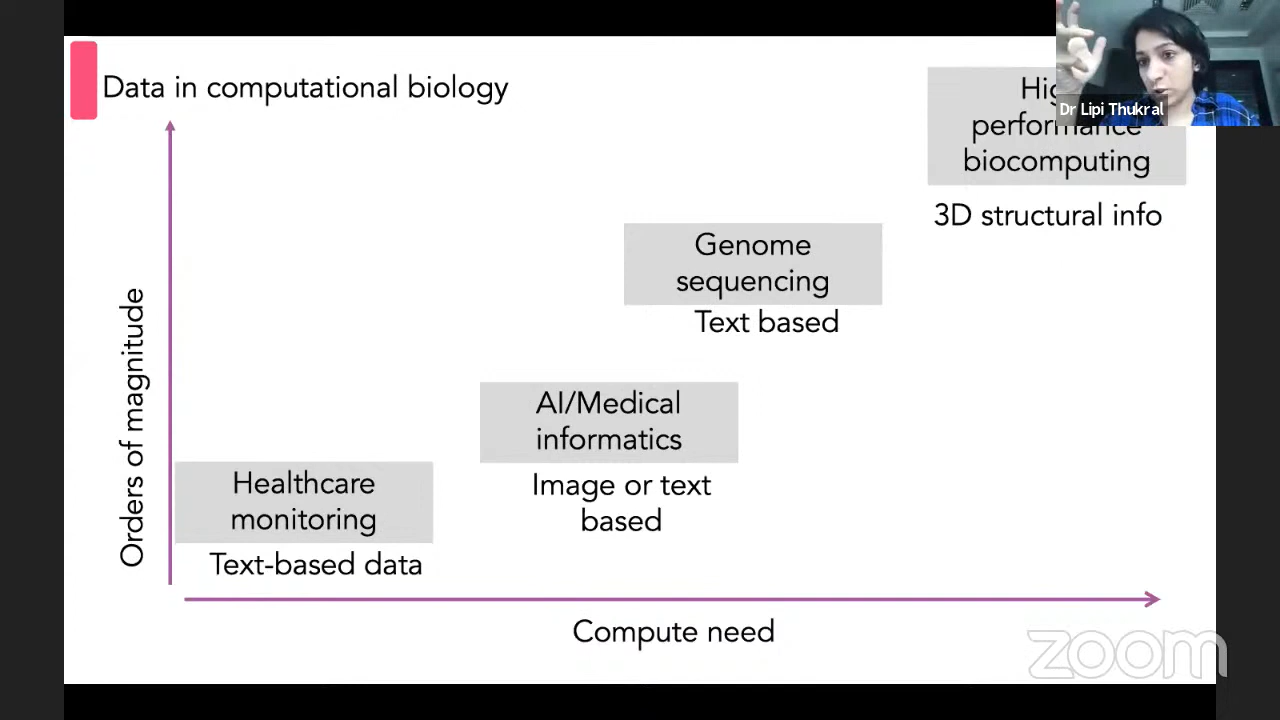 Data in computational biology
Dr Lipi Thukral
performance
biocomputing
3D structural info
Genome
sequencing
Text based
Orders of magnitude
AI/Medical
informatics
Image or text
based
Healthcare
monitoring
Text-based data
Compute need
zoom